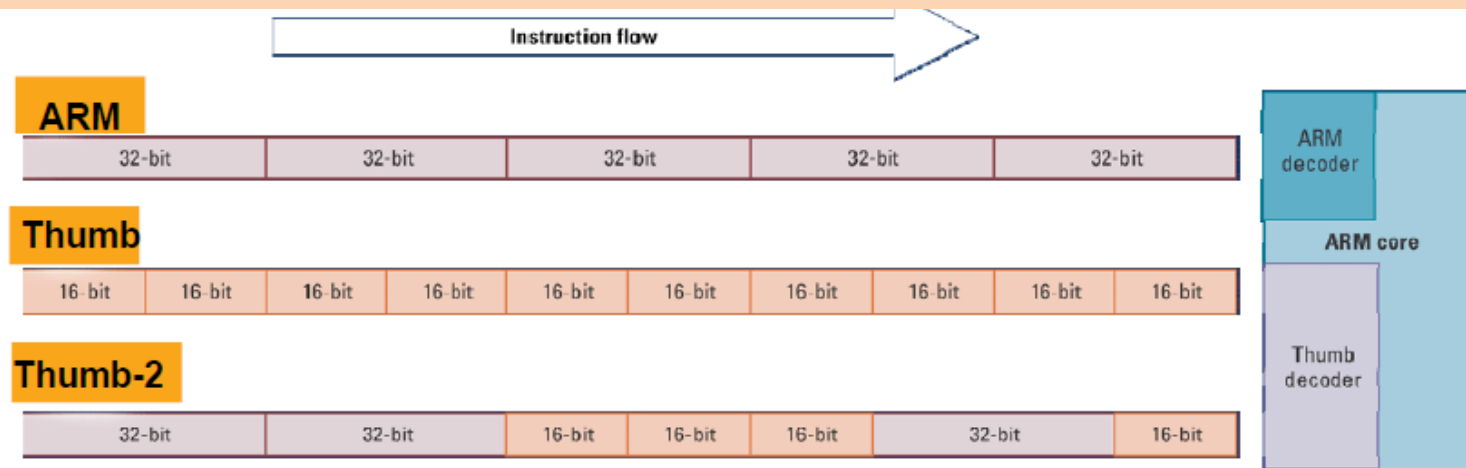 Instruction flow
ARM
32-bit 32-bit 32-bit 32-bit 32-bit
ARM
decoder
Thumb
ARM core
16-bit 16-bit 16-bit 16-bit 16-bit 16-bit 16-bit 16-bit 16-bit 16-bit
Thumb
decoder
Thumb-2
32-bit 32-bit 16-bit 16-bit 16-bit 32-bit 16-bit